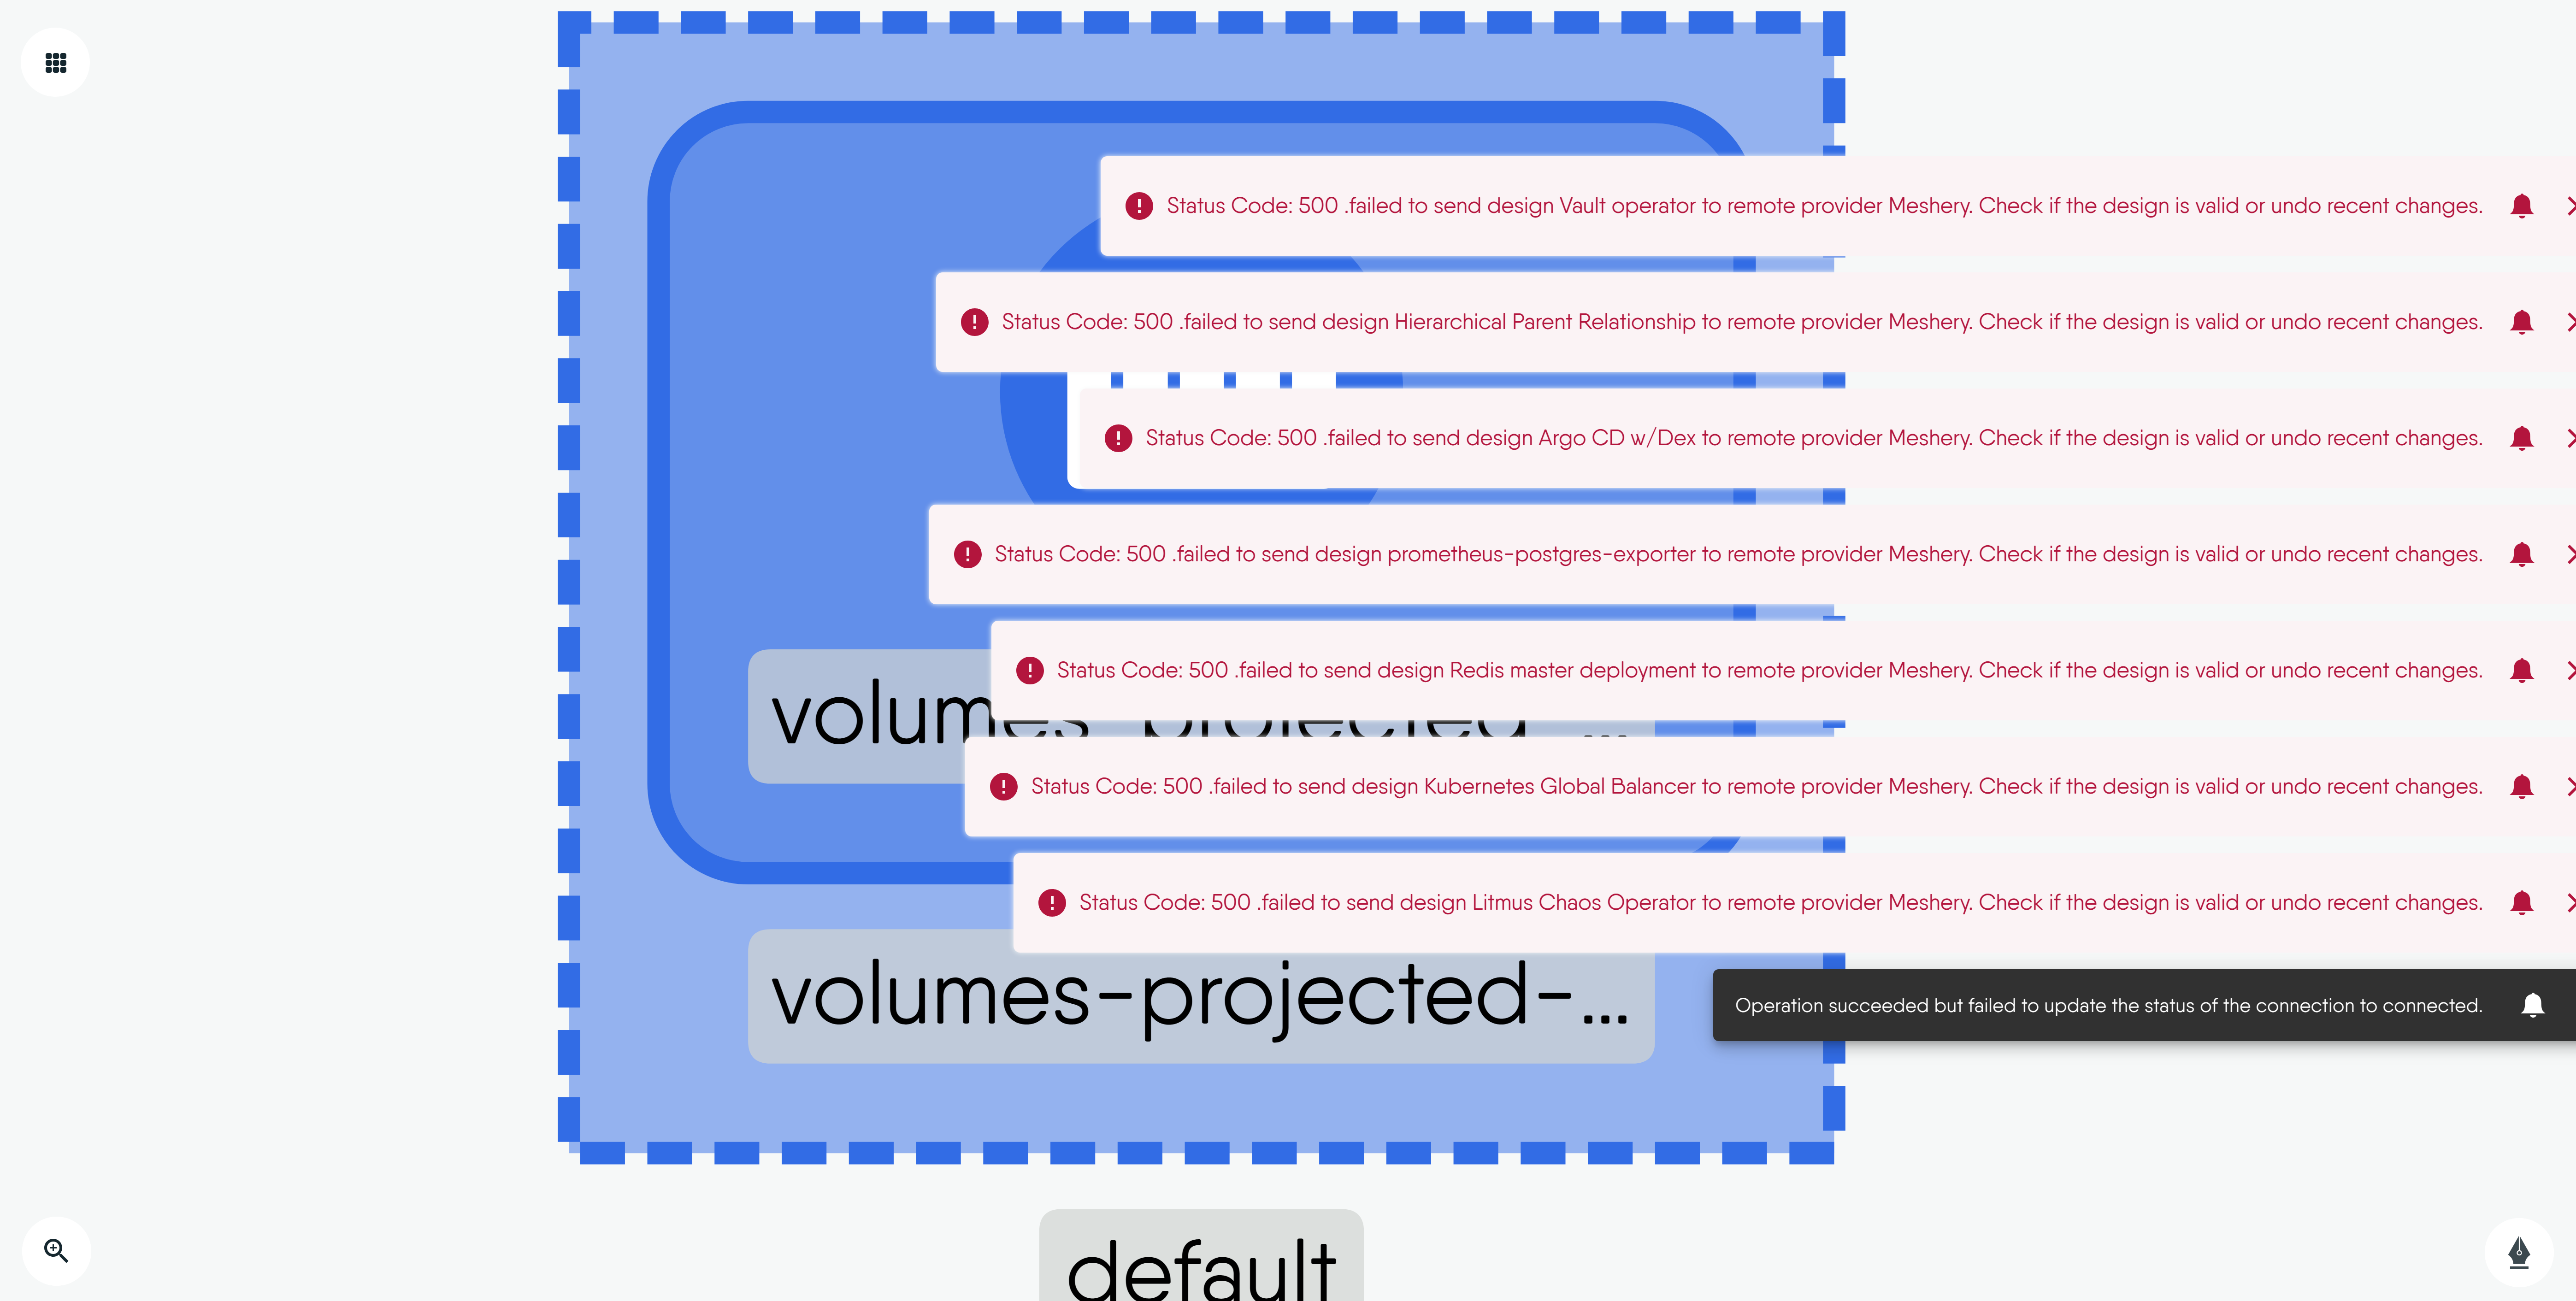 Status Code: 500 .failed to send design Vault operator to remote provider Meshery. Check if the design is valid or undo recent changes.
Status Code: 500 .failed to send design Hierarchical Parent Relationship to remote provider Meshery. Check if the design is valid or undo recent changes.
Status Code: 500 .failed to send design Argo CD w/Dex to remote provider Meshery. Check if the design is valid or undo recent changes.
Status Code: 500 .failed to send design prometheus-postgres-exporter to remote provider Meshery. Check if the design is valid or undo recent changes.
Status Code: 500 .failed to send design Redis master deployment to remote provider Meshery. Check if the design is valid or undo recent changes.
volumes-projected-...
Status Code: 500 .failed to send design Kubernetes Global Balancer to remote provider Meshery. Check if the design is valid or undo recent changes.
Status Code: 500 .failed to send design Litmus Chaos Operator to remote provider Meshery. Check if the design is valid or undo recent changes.
volumes-projected-...
Operation succeeded but failed to update the status of the connection to connected.
default